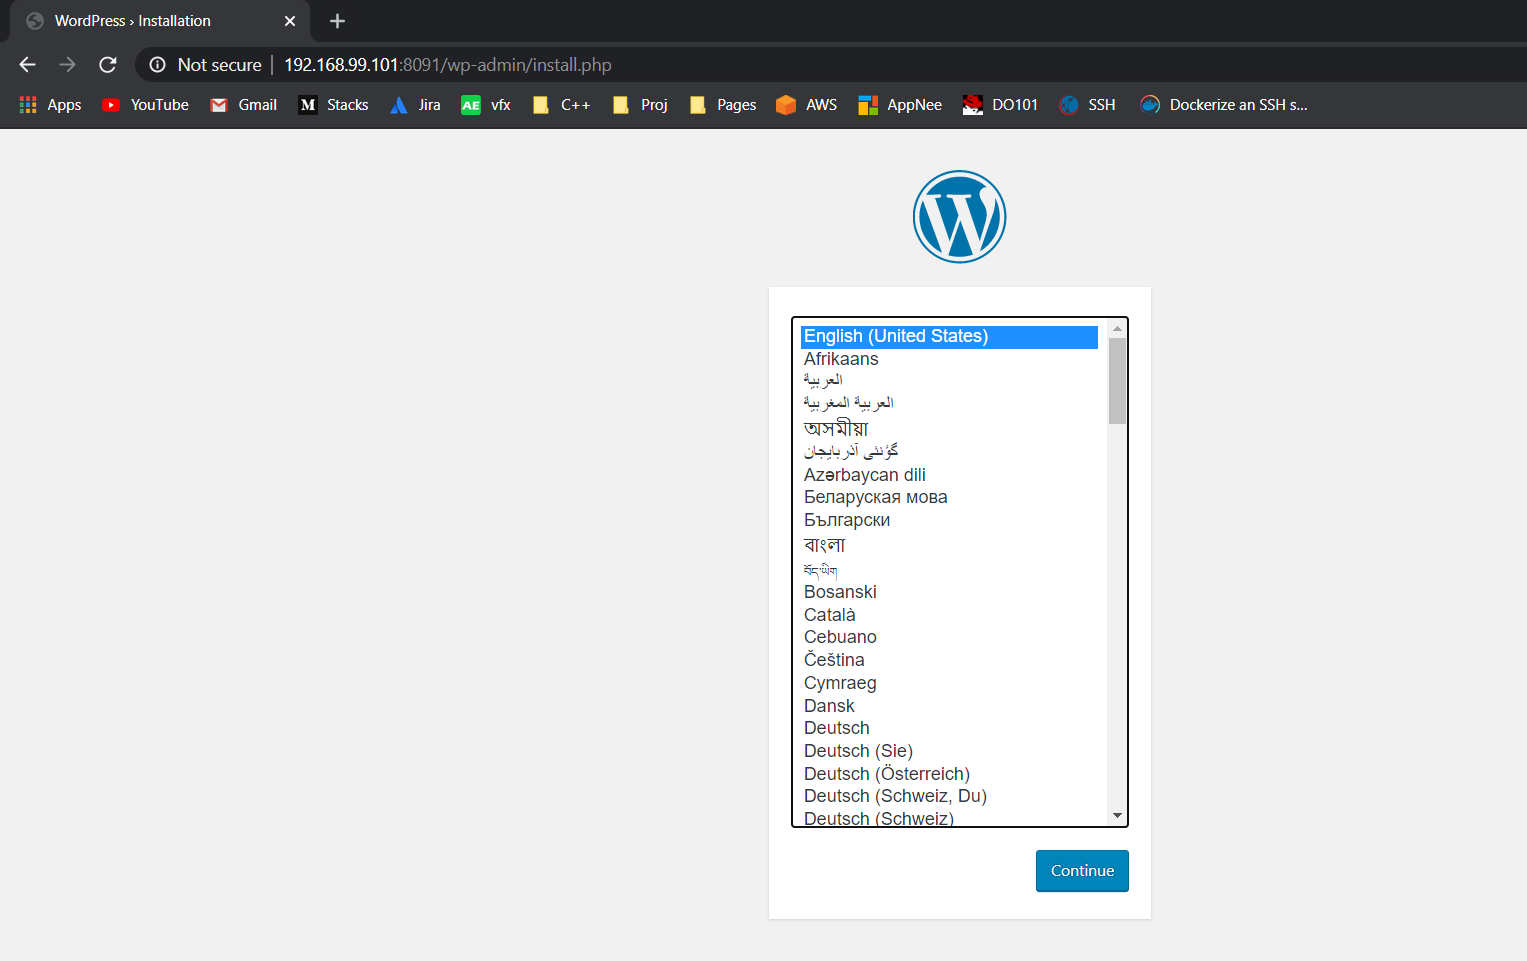 WordPress › Installation
Not secure | 192.168.99.101:8091/wp-admin/install.php
Apps YouTube Gmail M Stacks Jira AE vfx C++ Proj Pages AWS AppNee DO101 SSH Dockerize an SSH s...
English (United States)
Afrikaans
العربية
العربية المغربية
অসমীয়া
گؤنئی آذربایجان
Azərbaycan dili
Беларуская мова
Български
বাংলা
བོད་ཡིག
Bosanski
Català
Cebuano
Čeština
Cymraeg
Dansk
Deutsch
Deutsch (Sie)
Deutsch (Österreich)
Deutsch (Schweiz, Du)
Deutsch (Schweiz)
Continue